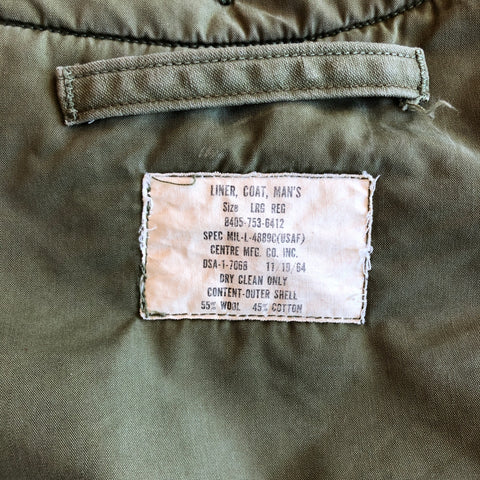 LINER, COAT, MAN'S
Size LRG REG
8405-753-6412
SPEC MIL-L-4889C(USAF)
CENTRE MFG. CO. INC.
DSA-1-7068 11/19/64
DRY CLEAN ONLY
CONTENT-OUTER SHELL
55% WOOL 45% COTTON